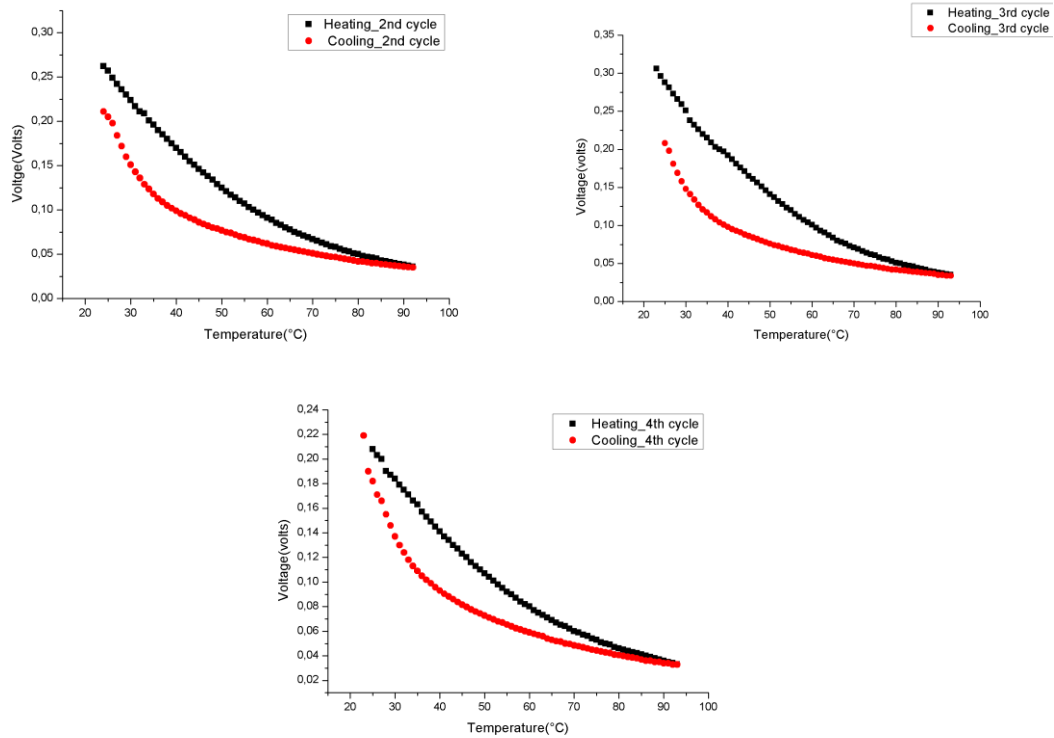 Heating_2nd cycle
Cooling_2nd cycle
0,30
0,25
0,20
0,15
0,10
0,05
0,00
Voltge(Volts)
20 30 40 50 60 70 80 90 100
Temperature(°C)
Heating_3rd cycle
Cooling_3rd cycle
0,35
0,30
0,25
0,20
0,15
0,10
0,05
0,00
Voltage(volts)
20 30 40 50 60 70 80 90 100
Temperature(°C)
Heating_4th cycle
Cooling_4th cycle
0,24
0,22
0,20
0,18
0,16
0,14
0,12
0,10
0,08
0,06
0,04
0,02
Voltage(volts)
20 30 40 50 60 70 80 90 100
Temperature(°C)